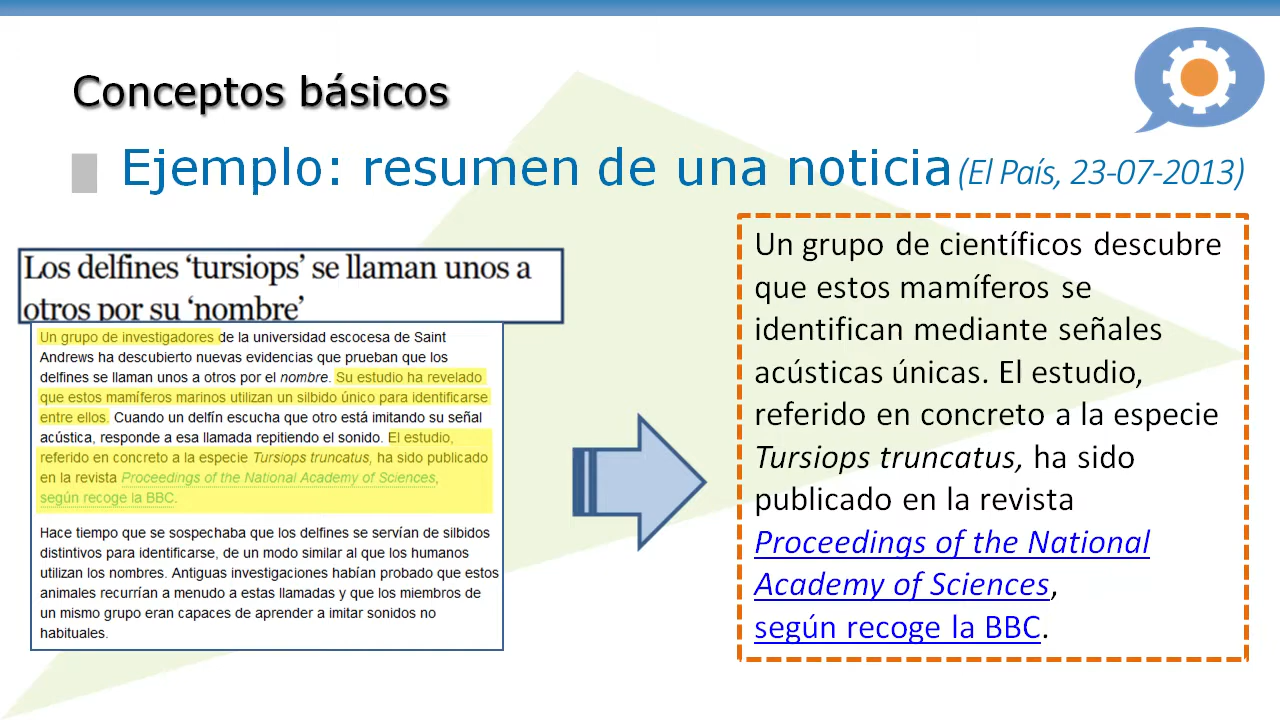 Conceptos básicos
Ejemplo: resumen de una noticia (El País, 23-07-2013)
Los delfines ‘tursiops’ se llaman unos a
otros por su ‘nombre’
Un grupo de investigadores de la universidad escocesa de Saint
Andrews ha descubierto nuevas evidencias que prueban que los
delfines se llaman unos a otros por el nombre. Su estudio ha revelado
que estos mamíferos marinos utilizan un silbido único para identificarse
entre ellos. Cuando un delfín escucha que otro está imitando su señal
acústica, responde a esa llamada repitiendo el sonido. El estudio,
referido en concreto a la especie Tursiops truncatus, ha sido publicado
en la revista Proceedings of the National Academy of Sciences,
según recoge la BBC.
Hace tiempo que se sospechaba que los delfines se servían de silbidos
distintivos para identificarse, de un modo similar al que los humanos
utilizan los nombres. Antiguas investigaciones habían probado que estos
animales recurrían a menudo a estas llamadas y que los miembros de
un mismo grupo eran capaces de aprender a imitar sonidos no
habituales.
Un grupo de científicos descubre
que estos mamíferos se
identifican mediante señales
acústicas únicas. El estudio,
referido en concreto a la especie
Tursiops truncatus, ha sido
publicado en la revista
Proceedings of the National
Academy of Sciences,
según recoge la BBC.